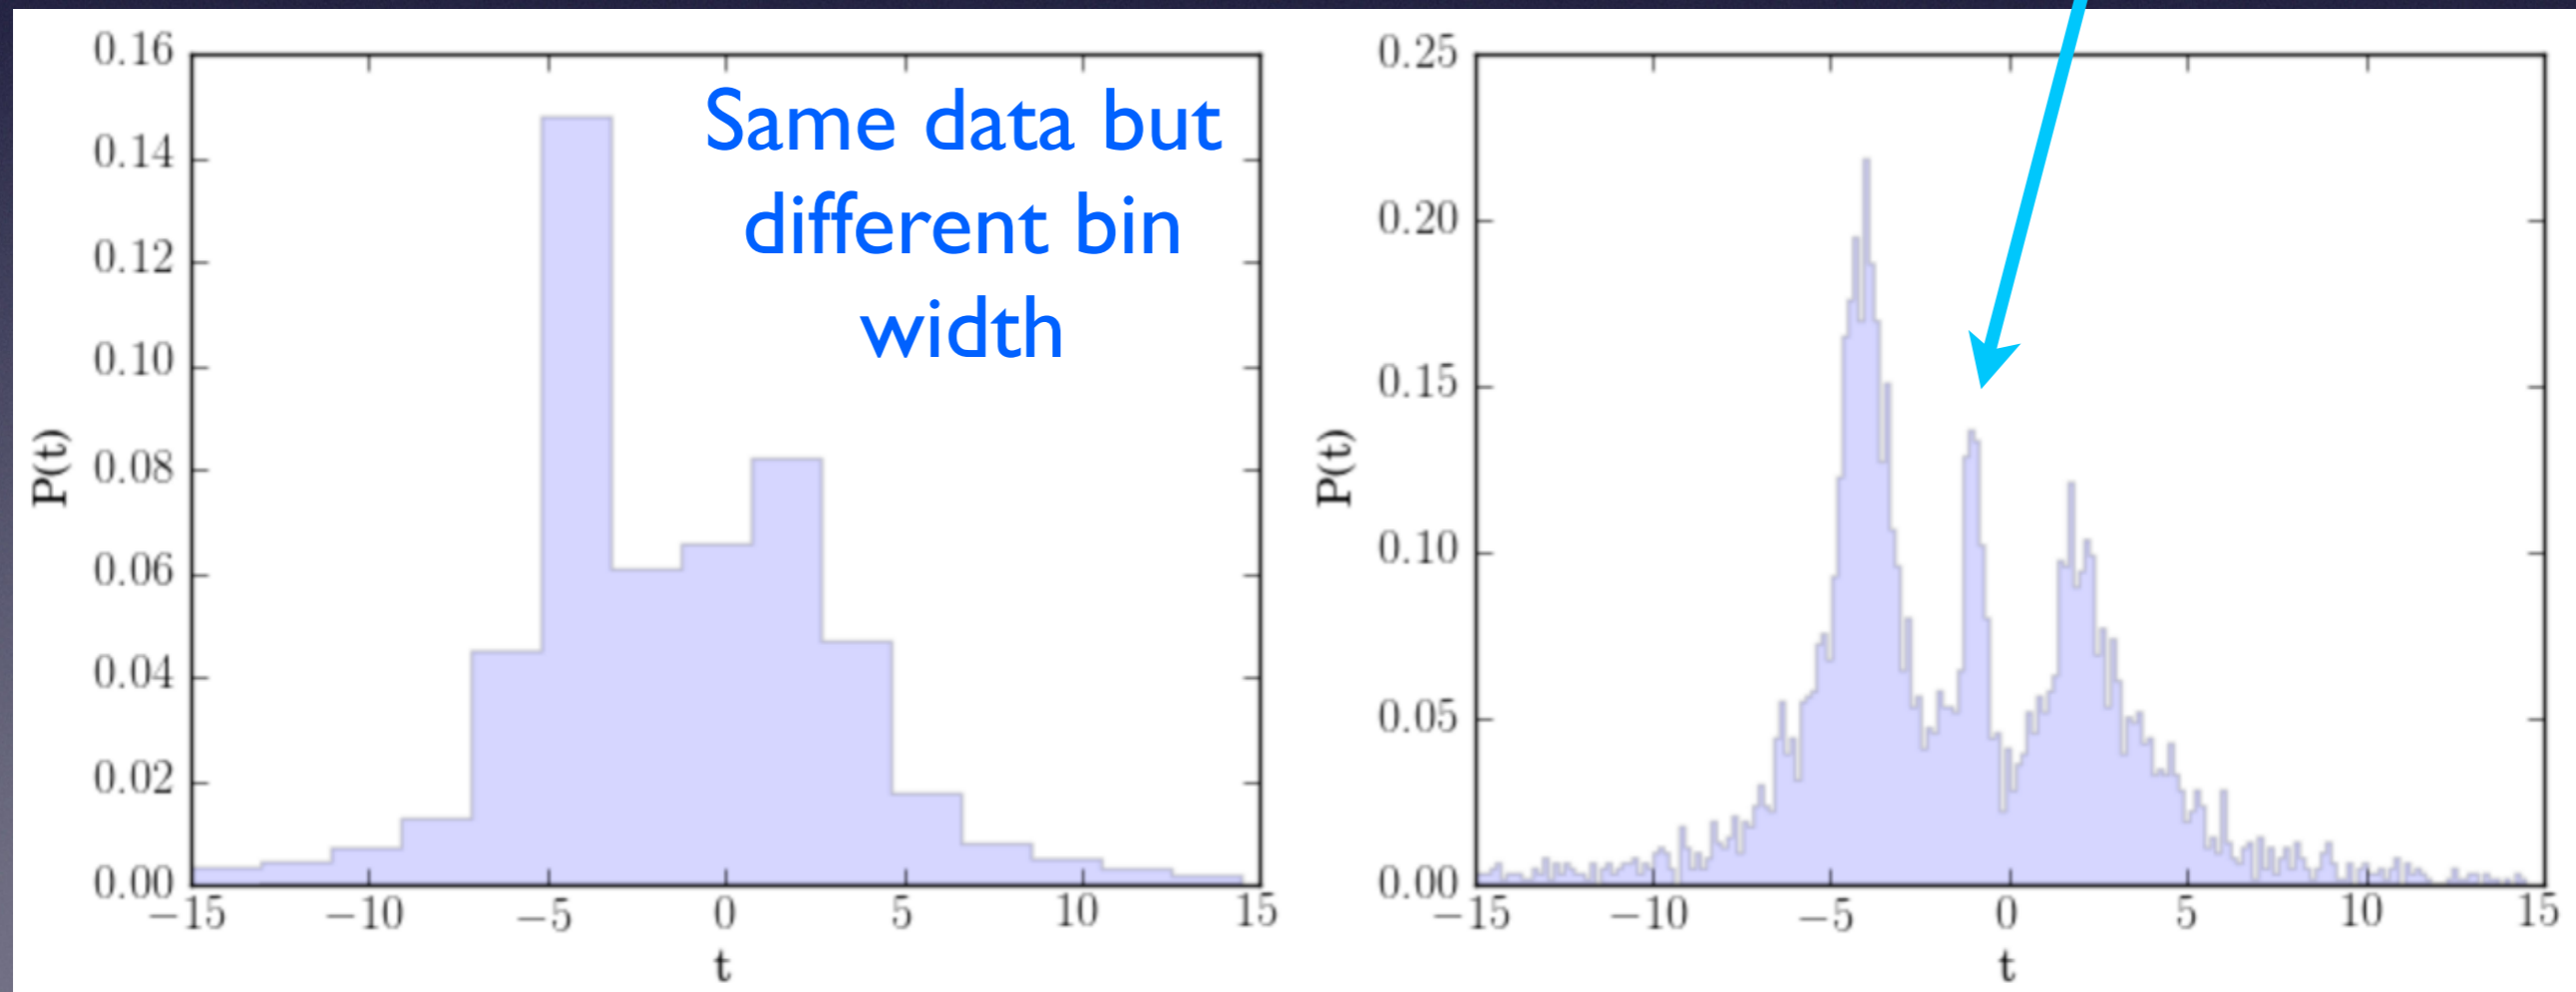 0.16
0.14
0.12
0.10
0.08
0.06
0.04
0.02
0.00
P(t)
Same data but
different bin
width
−15 −10 −5 0 5 10 15
t
0.25
0.20
0.15
0.10
0.05
0.00
P(t)
−15 −10 −5 0 5 10 15
t